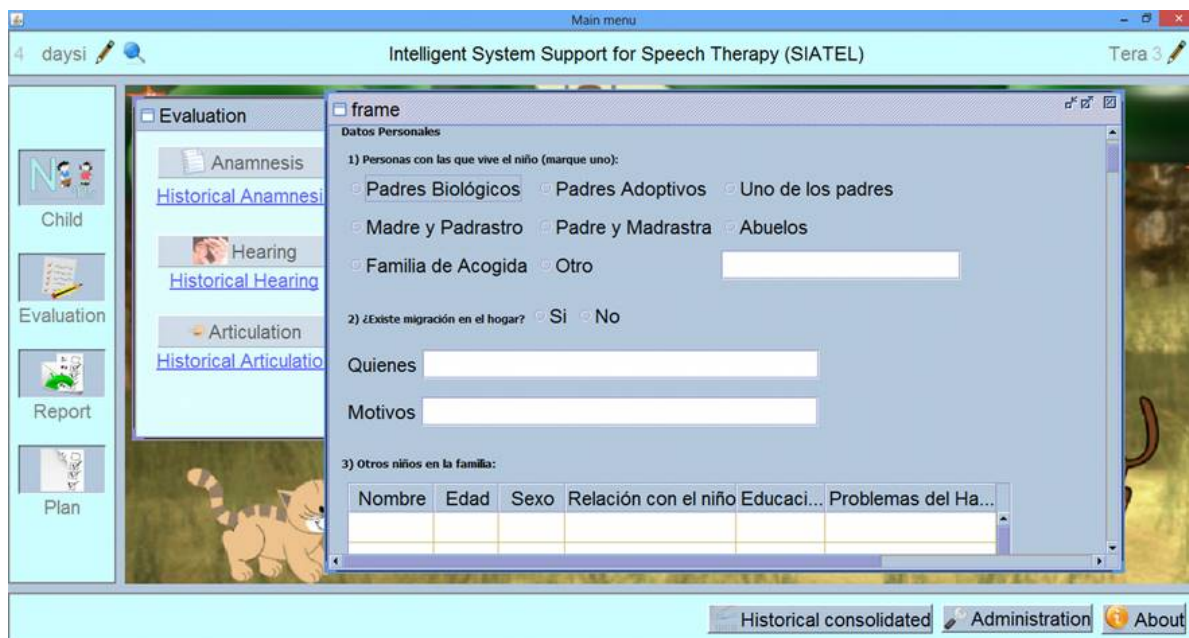 Main menu
4 daysi Intelligent System Support for Speech Therapy (SIATEL) Tera 3
Child
Evaluation
Report
Plan
Evaluation
Anamnesis
Historical Anamnesi
Hearing
Historical Hearing
Articulation
Historical Articulatio
frame
Datos Personales
1) Personas con las que vive el niño (marque uno):
Padres Biológicos Padres Adoptivos Uno de los padres
Madre y Padrastro Padre y Madrastra Abuelos
Familia de Acogida Otro
2) ¿Existe migración en el hogar? Si No
Quienes
Motivos
3) Otros niños en la familia:
Nombre Edad Sexo Relación con el niño Educaci... Problemas del Ha...
Historical consolidated Administration About